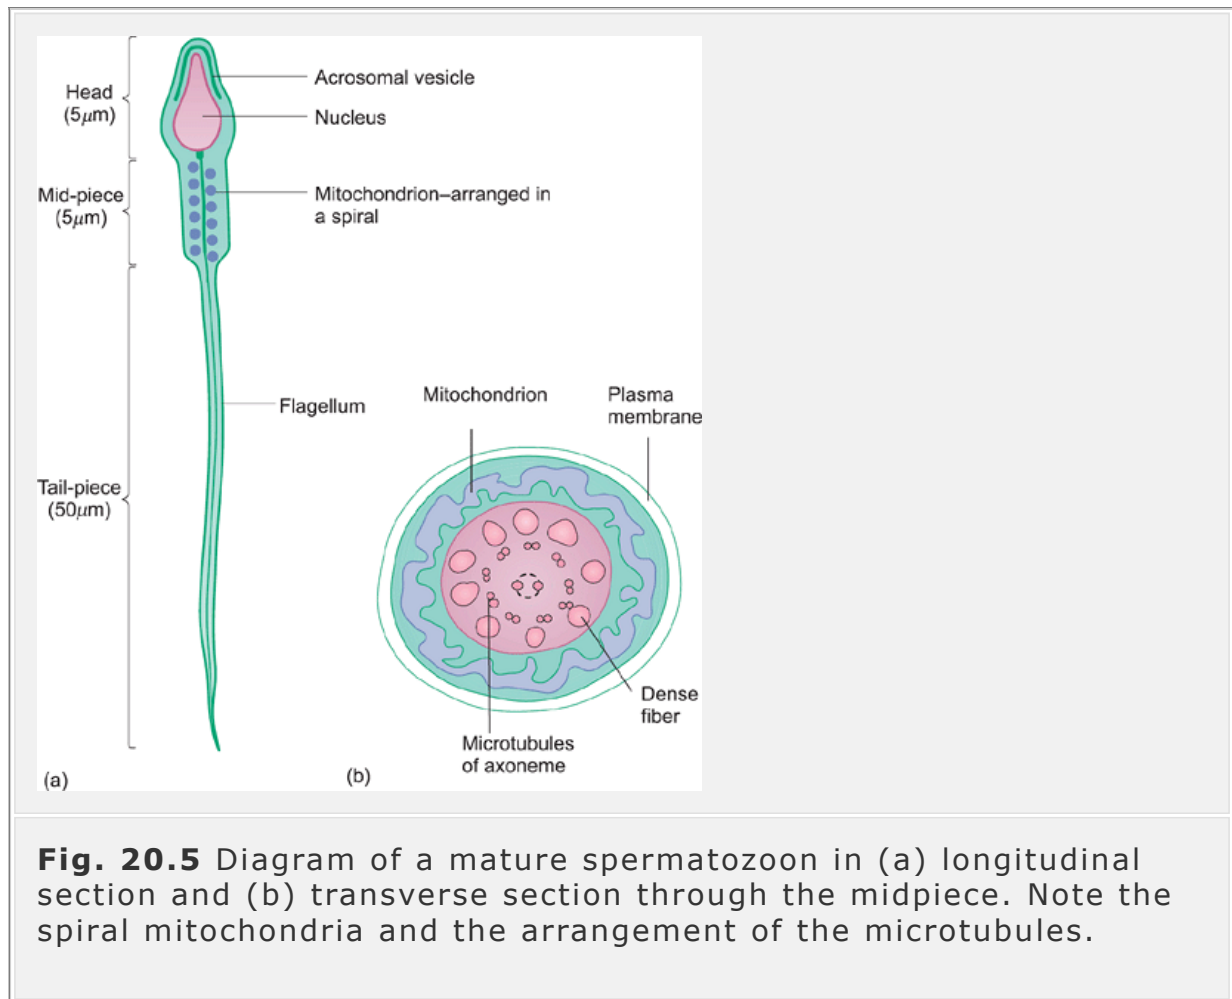 Head
(5μm)
Acrosomal vesicle
Nucleus
Mid-piece
(5μm)
Mitochondrion–arranged in
a spiral
Flagellum
Tail-piece
(50μm)
(a)
Mitochondrion
Plasma
membrane
Dense
fiber
Microtubules
of axoneme
(b)
Fig. 20.5 Diagram of a mature spermatozoon in (a) longitudinal
section and (b) transverse section through the midpiece. Note the
spiral mitochondria and the arrangement of the microtubules.